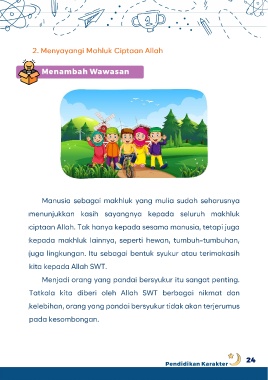 2. Menyayangi Mahluk Ciptaan Allah
Menambah Wawasan
Manusia sebagai makhluk yang mulia sudah seharusnya
menunjukkan kasih sayangnya kepada seluruh makhluk
ciptaan Allah. Tak hanya kepada sesama manusia, tetapi juga
kepada makhluk lainnya, seperti hewan, tumbuh-tumbuhan,
juga lingkungan. Itu sebagai bentuk syukur atau terimakasih
kita kepada Allah SWT.
Menjadi orang yang pandai bersyukur itu sangat penting.
Tatkala kita diberi oleh Allah SWT berbagai nikmat dan
kelebihan, orang yang pandai bersyukur tidak akan terjerumus
pada kesombongan.
Pendidikan Karakter 24